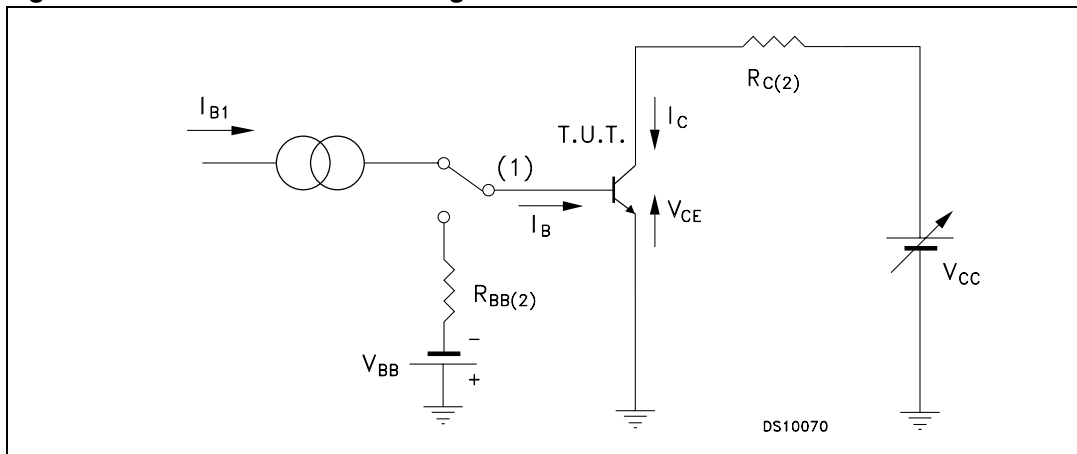 R_C(2)
I_B1
I_C
T.U.T.
(1)
V_CE
I_B
V_CC
R_BB(2)
-
V_BB
+
DS10070